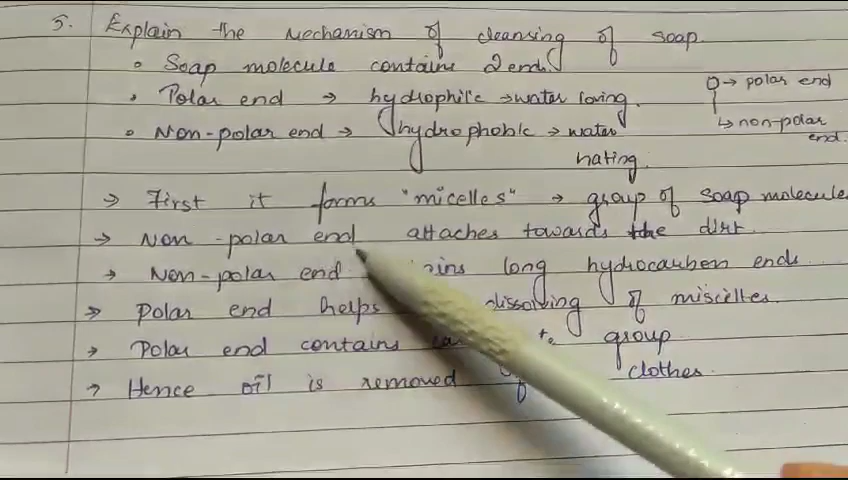 5. Explain the mechanism of cleansing of soap
• Soap molecule contains 2 end.
• Polar end → hydrophilic → water loving.
• Non-polar end → hydrophobic → water hating.
→ polar end
↳ non-polar end.
→ First it forms "micelles" → group of soap molecule
→ Non-polar end attaches towards the dirt
→ Non-polar end long hydrocarbon ends
→ Polar end helps dissolving of miscelles
→ Polar end contains group
→ Hence oil is removed clothes.